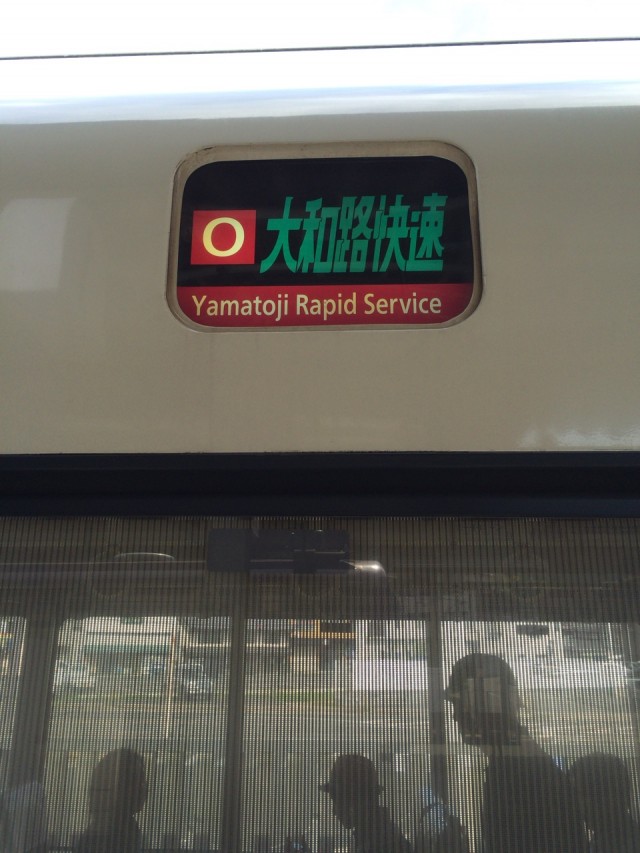 O 大和路快速
Yamatoji Rapid Service